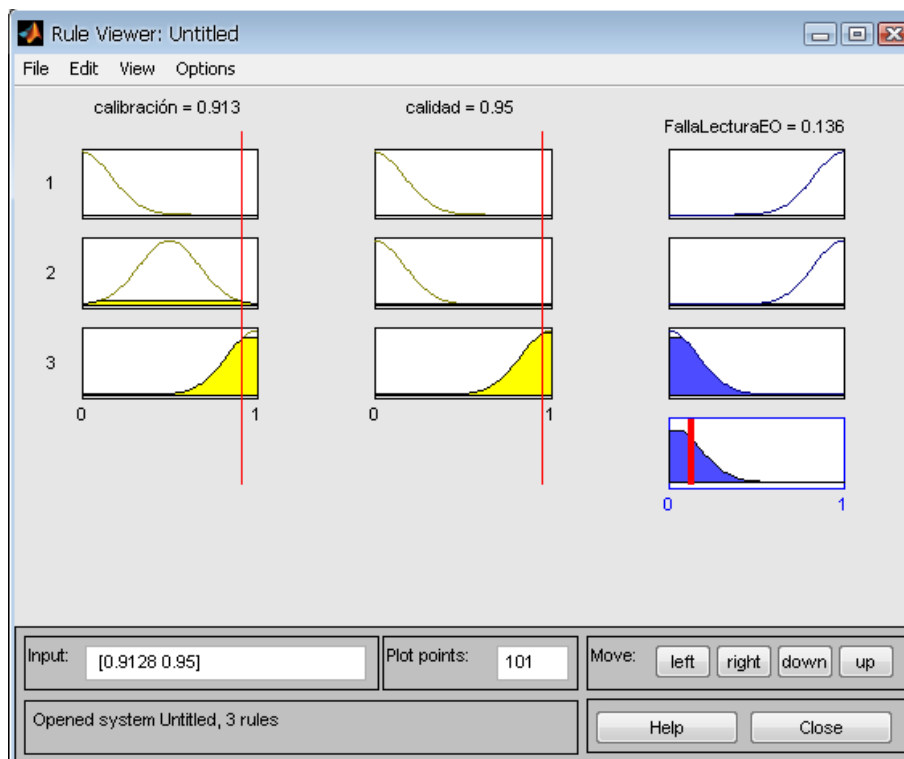 Rule Viewer: Untitled
File Edit View Options
calibración = 0.913
calidad = 0.95
FallaLecturaEO = 0.136
1
2
3
0 1
0 1
0 1
Input: [0.9128 0.95]
Plot points: 101
Move: left right down up
Opened system Untitled, 3 rules
Help Close